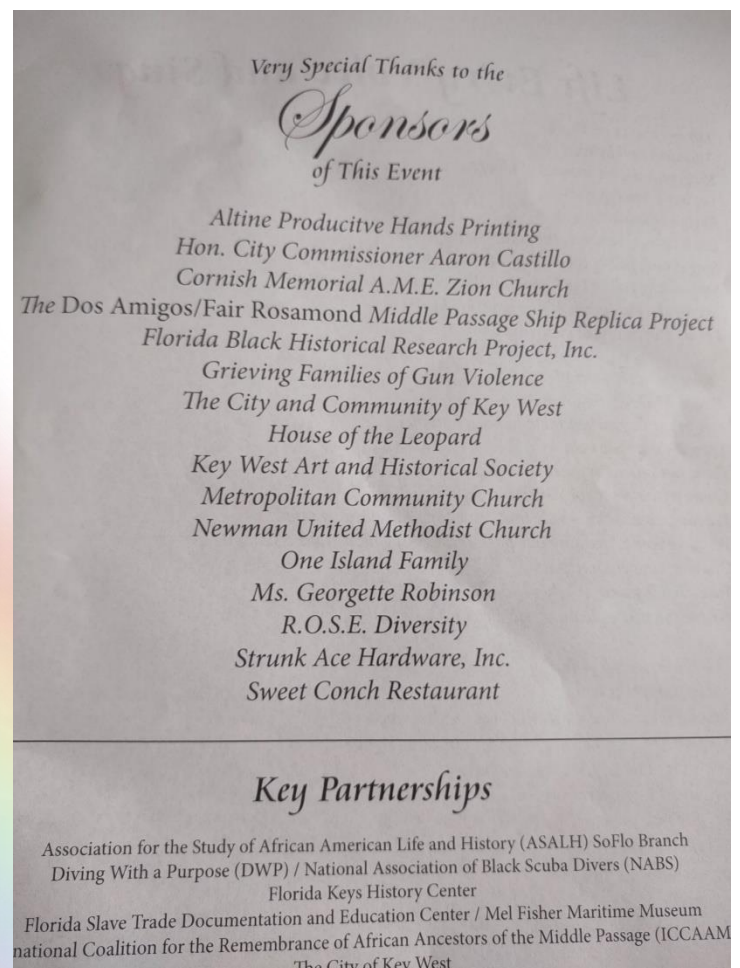 Very Special Thanks to the
Sponsors
of This Event
Altine Producitve Hands Printing
Hon. City Commissioner Aaron Castillo
Cornish Memorial A.M.E. Zion Church
The Dos Amigos/Fair Rosamond Middle Passage Ship Replica Project
Florida Black Historical Research Project, Inc.
Grieving Families of Gun Violence
The City and Community of Key West
House of the Leopard
Key West Art and Historical Society
Metropolitan Community Church
Newman United Methodist Church
One Island Family
Ms. Georgette Robinson
R.O.S.E. Diversity
Strunk Ace Hardware, Inc.
Sweet Conch Restaurant
Key Partnerships
Association for the Study of African American Life and History (ASALH) SoFlo Branch
Diving With a Purpose (DWP) / National Association of Black Scuba Divers (NABS)
Florida Keys History Center
Florida Slave Trade Documentation and Education Center / Mel Fisher Maritime Museum
national Coalition for the Remembrance of African Ancestors of the Middle Passage (ICCAAM
The City of Key West